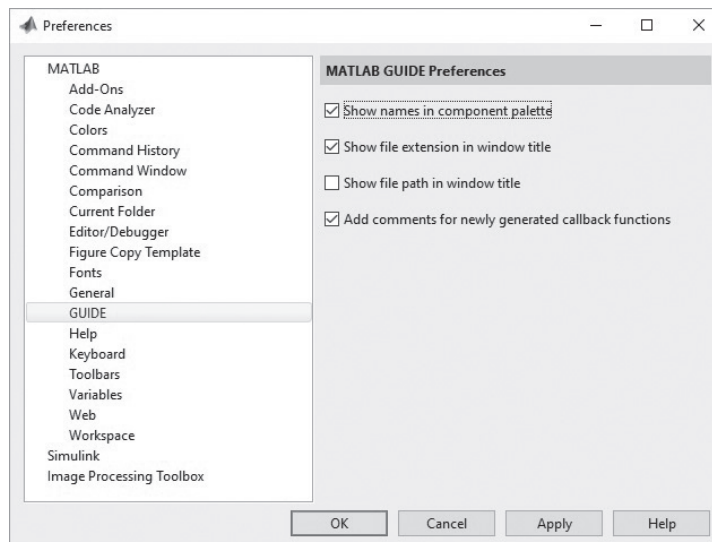 Preferences
MATLAB
Add-Ons
Code Analyzer
Colors
Command History
Command Window
Comparison
Current Folder
Editor/Debugger
Figure Copy Template
Fonts
General
GUIDE
Help
Keyboard
Toolbars
Variables
Web
Workspace
Simulink
Image Processing Toolbox
MATLAB GUIDE Preferences
Show names in component palette
Show file extension in window title
Show file path in window title
Add comments for newly generated callback functions
OK Cancel Apply Help